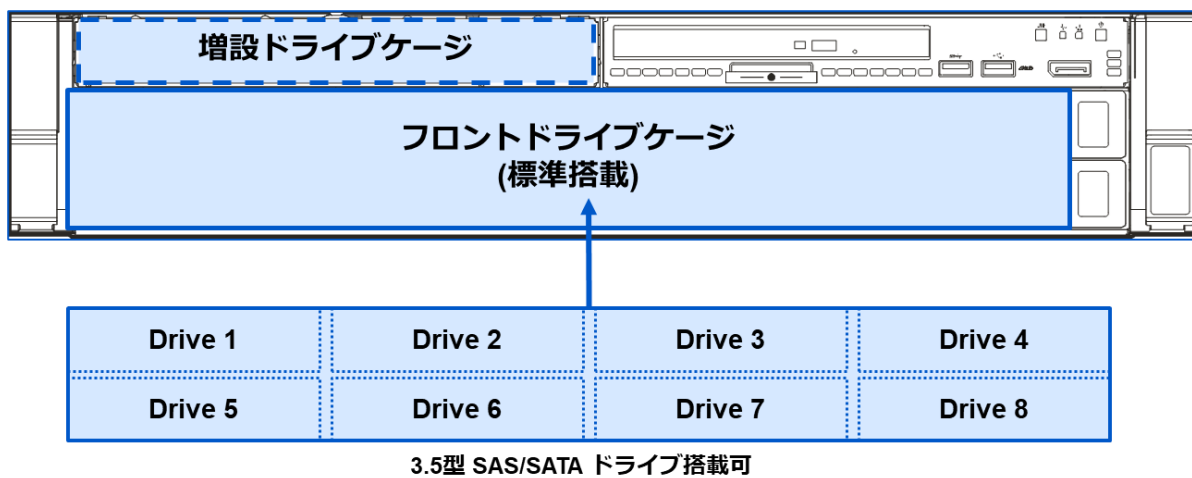 増設ドライブケージ
フロントドライブケージ
(標準搭載)
Drive 1
Drive 2
Drive 3
Drive 4
Drive 5
Drive 6
Drive 7
Drive 8
3.5型 SAS/SATA ドライブ搭載可